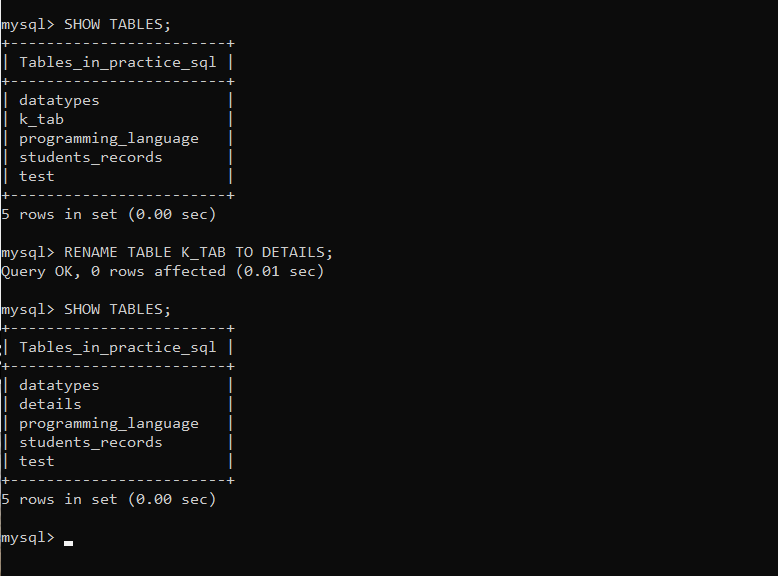 mysql> SHOW TABLES;
+------------------------+
| Tables_in_practice_sql |
+------------------------+
| datatypes              |
| k_tab                  |
| programming_language   |
| students_records       |
| test                   |
+------------------------+
5 rows in set (0.00 sec)
mysql> RENAME TABLE K_TAB TO DETAILS;
Query OK, 0 rows affected (0.01 sec)
mysql> SHOW TABLES;
+------------------------+
| Tables_in_practice_sql |
+------------------------+
| datatypes              |
| details                |
| programming_language   |
| students_records       |
| test                   |
+------------------------+
5 rows in set (0.00 sec)
mysql>